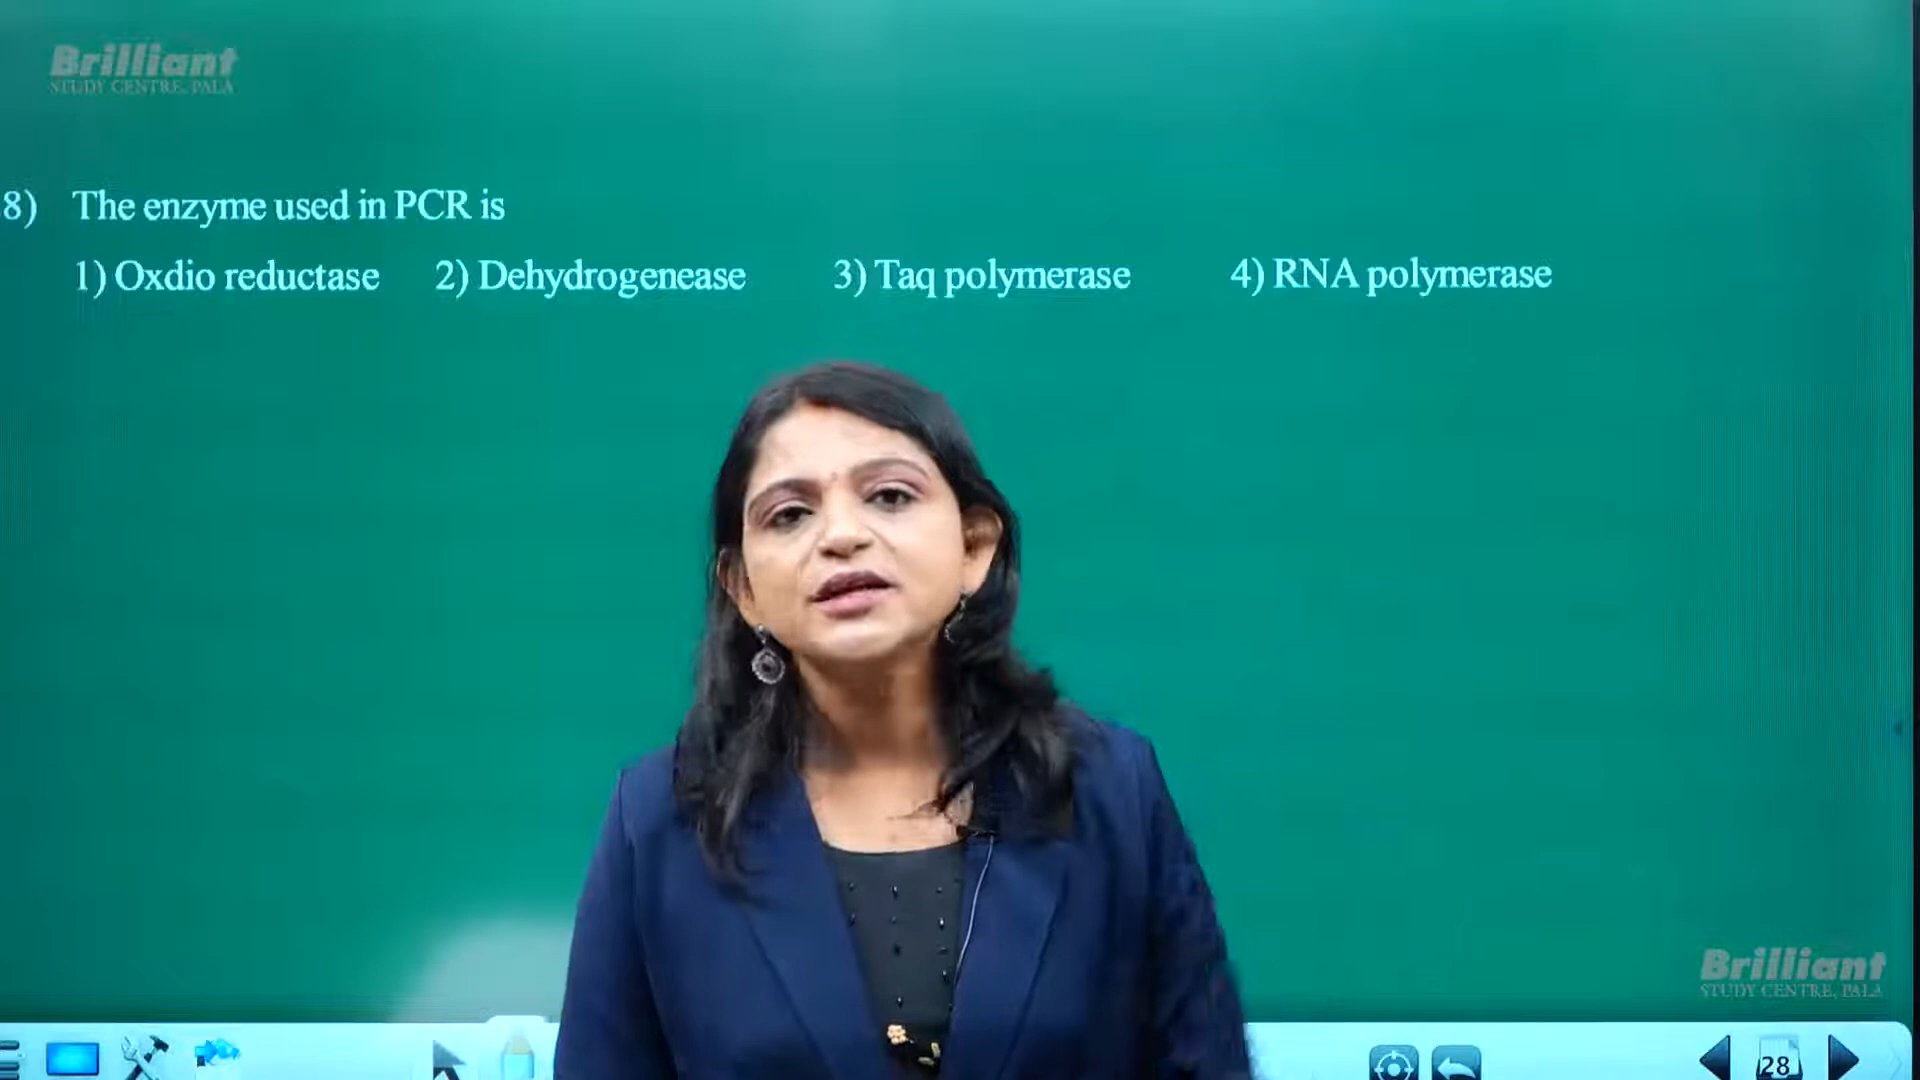 Brilliant
STUDY CENTRE, PALA
8) The enzyme used in PCR is
1) Oxdio reductase 2) Dehydrogenease 3) Taq polymerase 4) RNA polymerase
Brilliant
STUDY CENTRE, PALA
28